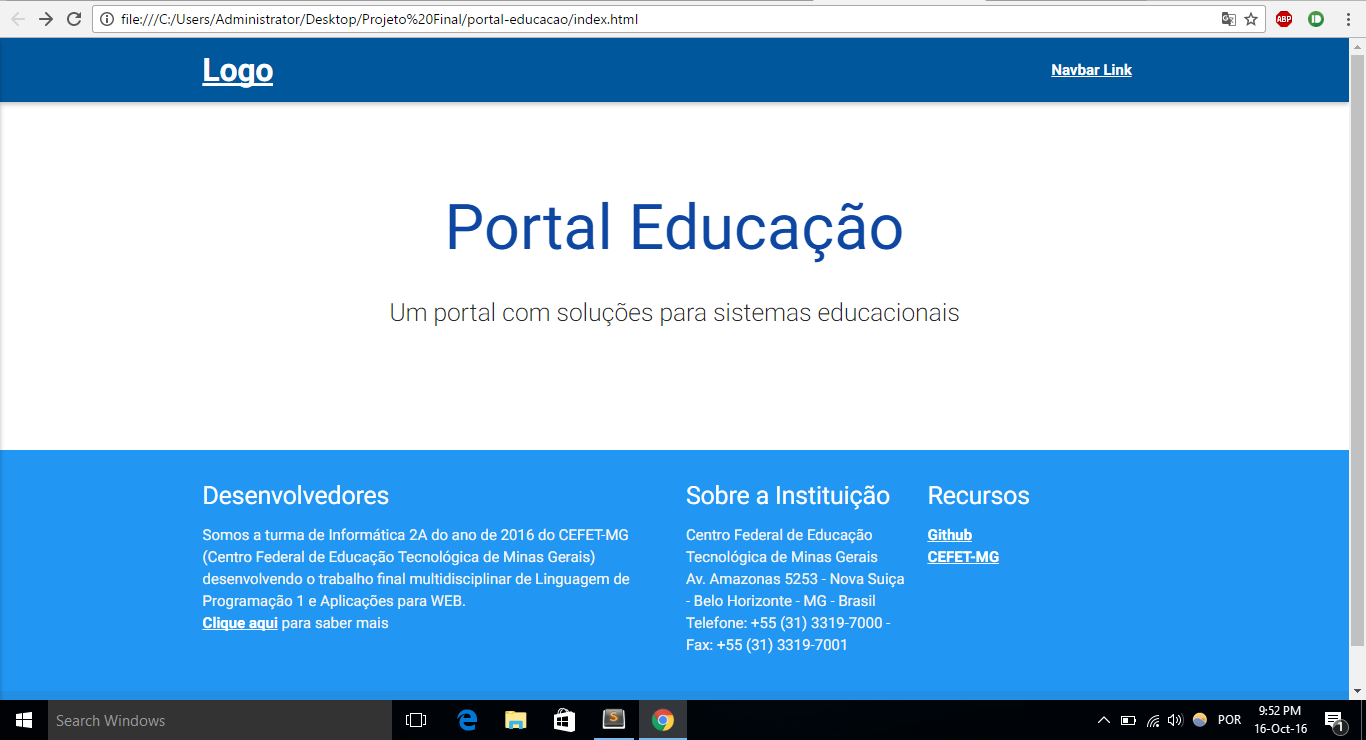 file:///C:/Users/Administrator/Desktop/Projeto%20Final/portal-educacao/index.html
ABP
Logo
Navbar Link
Portal Educação
Um portal com soluções para sistemas educacionais
Desenvolvedores
Somos a turma de Informática 2A do ano de 2016 do CEFET-MG
(Centro Federal de Educação Tecnológica de Minas Gerais)
desenvolvendo o trabalho final multidisciplinar de Linguagem de
Programação 1 e Aplicações para WEB.
Clique aqui para saber mais
Sobre a Instituição
Centro Federal de Educação
Tecnológica de Minas Gerais
Av. Amazonas 5253 - Nova Suiça
- Belo Horizonte - MG - Brasil
Telefone: +55 (31) 3319-7000 -
Fax: +55 (31) 3319-7001
Recursos
Github
CEFET-MG
Search Windows
POR
9:52 PM
16-Oct-16
1